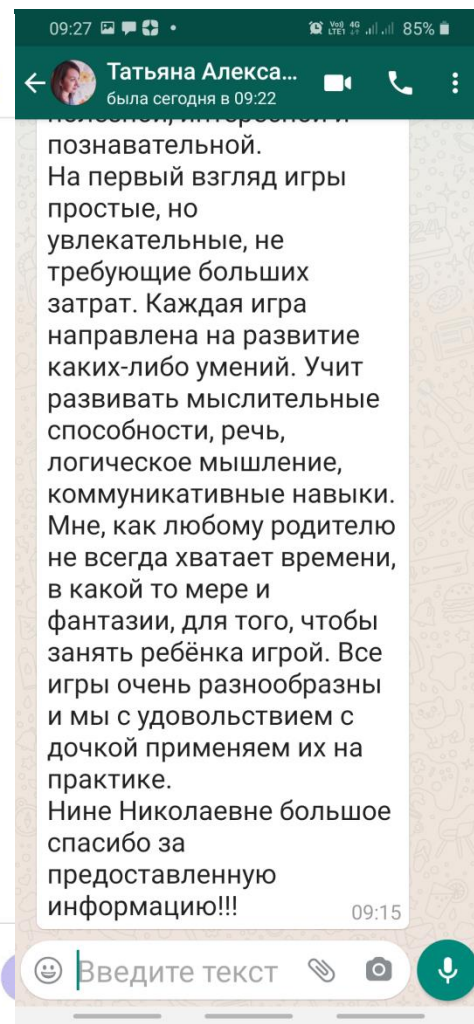 09:27
85%
Татьяна Алекса...
была сегодня в 09:22
полезной, интересной и
познавательной.
На первый взгляд игры
простые, но
увлекательные, не
требующие больших
затрат. Каждая игра
направлена на развитие
каких-либо умений. Учит
развивать мыслительные
способности, речь,
логическое мышление,
коммуникативные навыки.
Мне, как любому родителю
не всегда хватает времени,
в какой то мере и
фантазии, для того, чтобы
занять ребёнка игрой. Все
игры очень разнообразны
и мы с удовольствием с
дочкой применяем их на
практике.
Нине Николаевне большое
спасибо за
предоставленную
информацию!!!
09:15
Введите текст